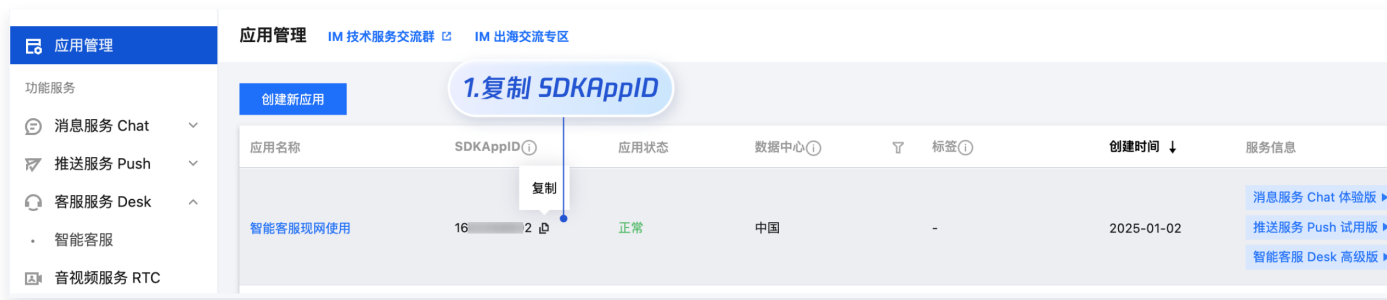 应用管理
应用管理 IM 技术服务交流群 IM 出海交流专区
功能服务
1.复制 SDKAppID
创建新应用
消息服务 Chat
推送服务 Push
客服服务 Desk
智能客服
音视频服务 RTC
应用名称 SDKAppID 应用状态 数据中心 标签 创建时间 ↓ 服务信息
复制
智能客服现网使用 16 2 正常 中国 - 2025-01-02
消息服务 Chat 体验版
推送服务 Push 试用版
智能客服 Desk 高级版